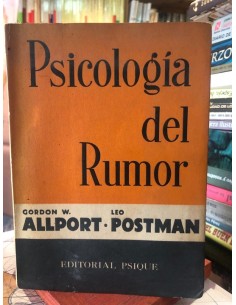 Psicología
del
Rumor
GORDON W. LEO
ALLPORT · POSTMAN
EDITORIAL PSIQUE